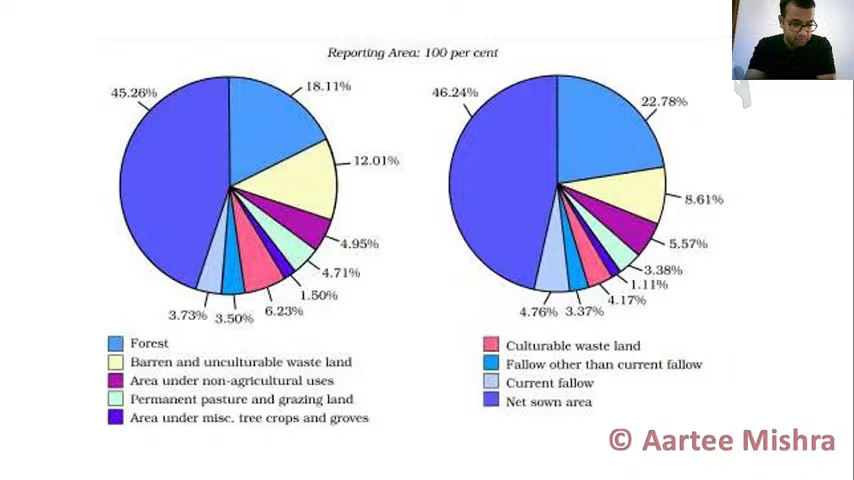 Reporting Area: 100 per cent
45.26%
18.11%
12.01%
4.95%
4.71%
1.50%
6.23%
3.50%
3.73%
46.24%
22.78%
8.61%
5.57%
3.38%
1.11%
4.17%
3.37%
4.76%
Forest
Barren and unculturable waste land
Area under non-agricultural uses
Permanent pasture and grazing land
Area under misc. tree crops and groves
Culturable waste land
Fallow other than current fallow
Current fallow
Net sown area
© Aartee Mishra